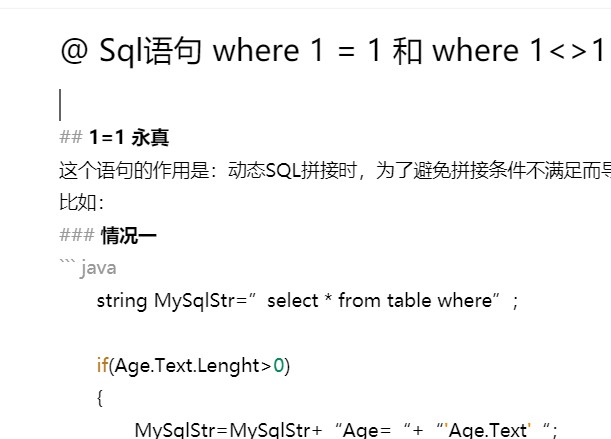 @ Sql语句 where 1 = 1 和 where 1<>1
## 1=1 永真
这个语句的作用是：动态SQL拼接时，为了避免拼接条件不满足而导
比如：
### 情况一
``` java
string MySqlStr=” select * from table where” ;
if(Age.Text.Lenght>0)
{
MySqlStr=MySqlStr+ “Age= “+ “'Age.Text' “;